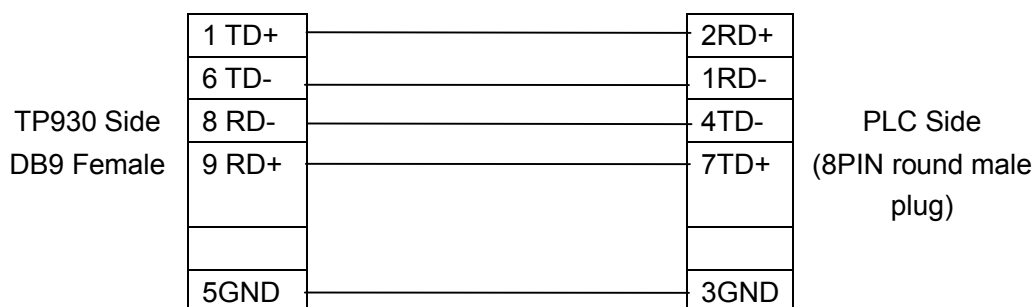 1 TD+
2RD+
6 TD-
1RD-
TP930 Side
DB9 Female
8 RD-
4TD-
9 RD+
7TD+
PLC Side
(8PIN round male
plug)
5GND
3GND